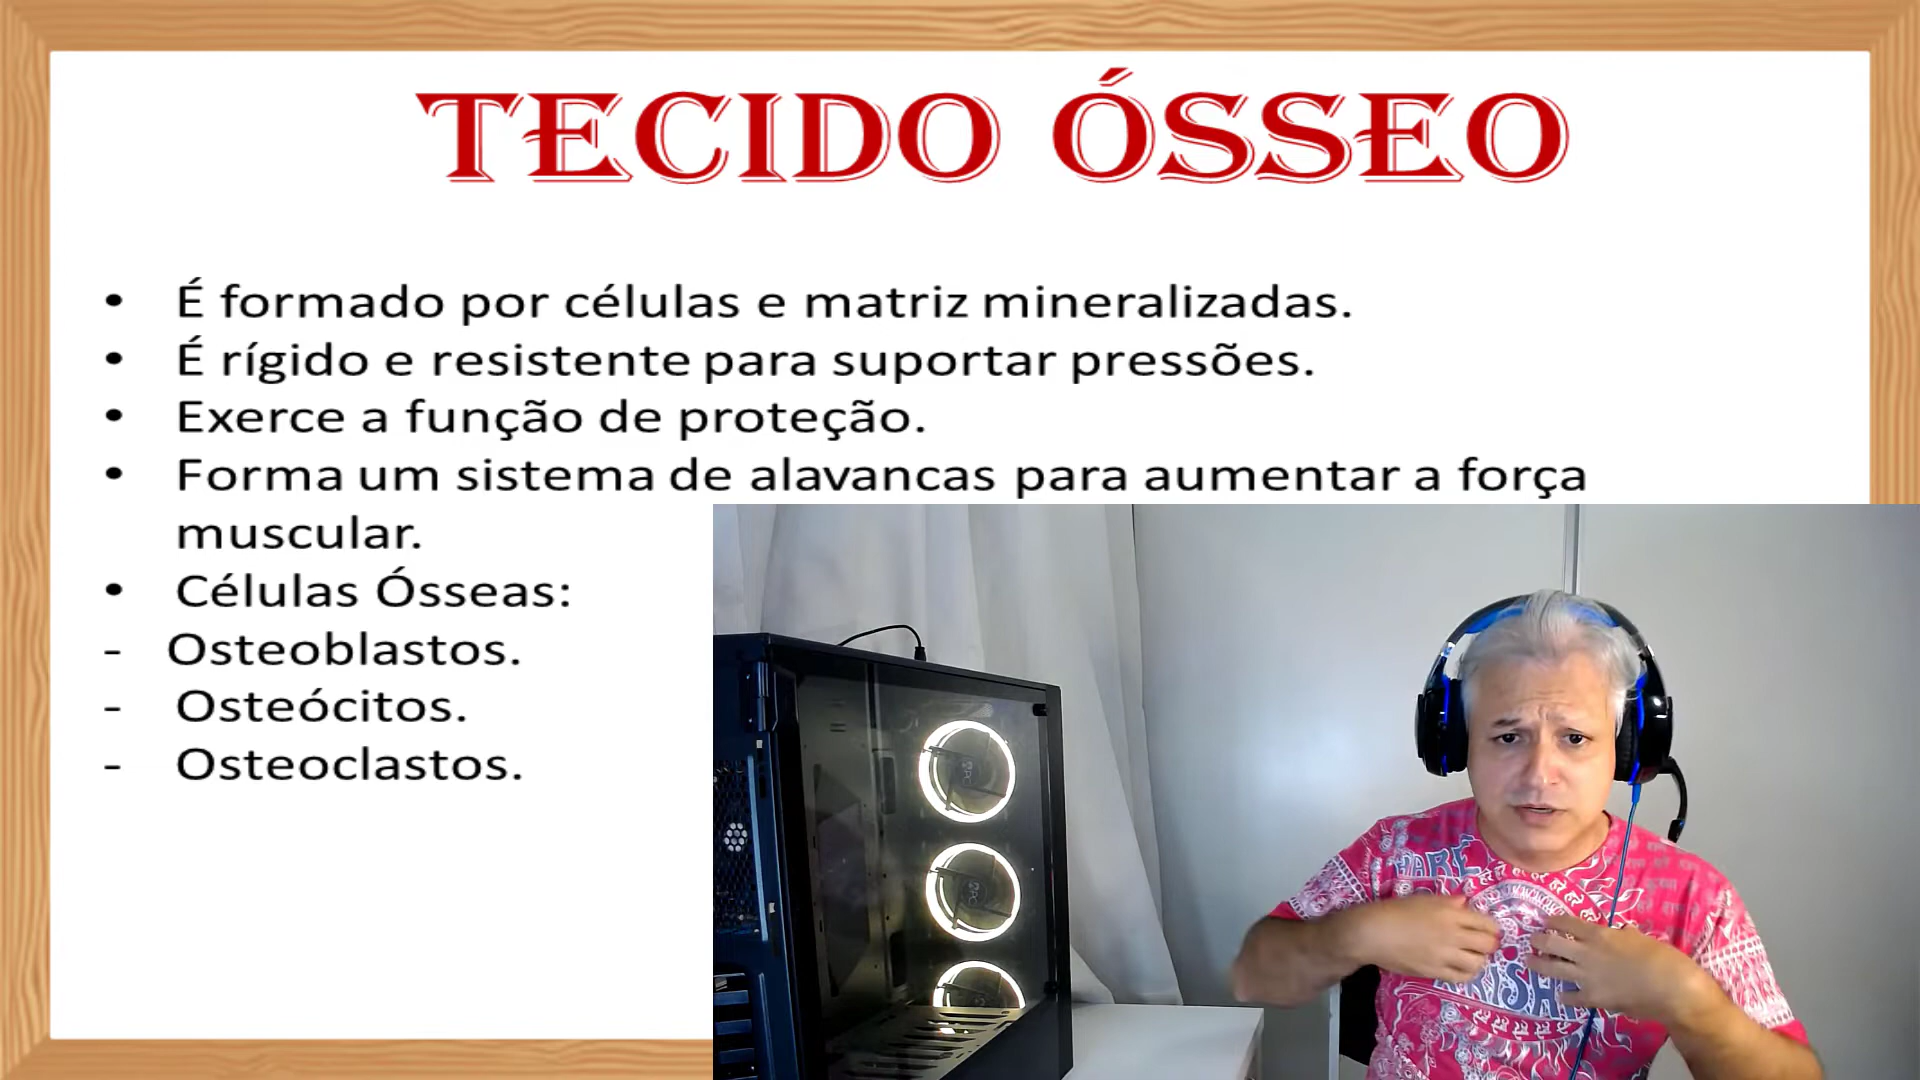 TECIDO ÓSSEO
• É formado por células e matriz mineralizadas.
• É rígido e resistente para suportar pressões.
• Exerce a função de proteção.
• Forma um sistema de alavancas para aumentar a força
muscular.
• Células Ósseas:
- Osteoblastos.
- Osteócitos.
- Osteoclastos.
HARE